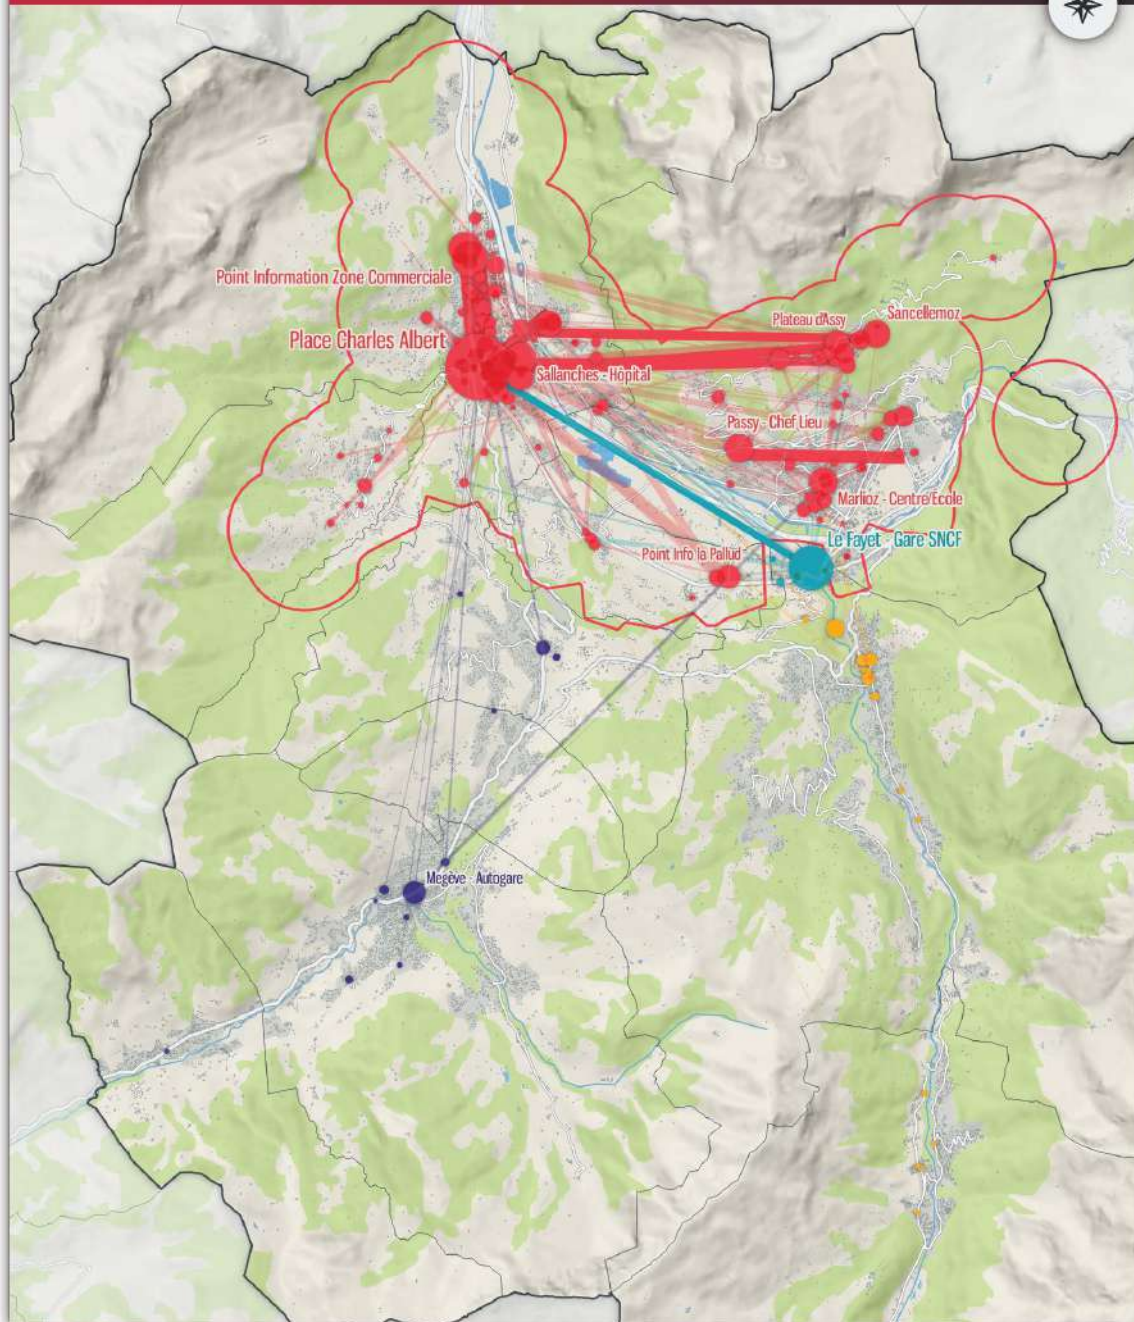 Point Information Zone Commerciale
Place Charles Albert
Sallanches - Hôpital
Plateau d'Assy
Sancellemoz
Passy - Chef Lieu
Marlioz - Centre/Ecole
Point Info la Pallud
Le Fayet - Gare SNCF
Megève - Autogare